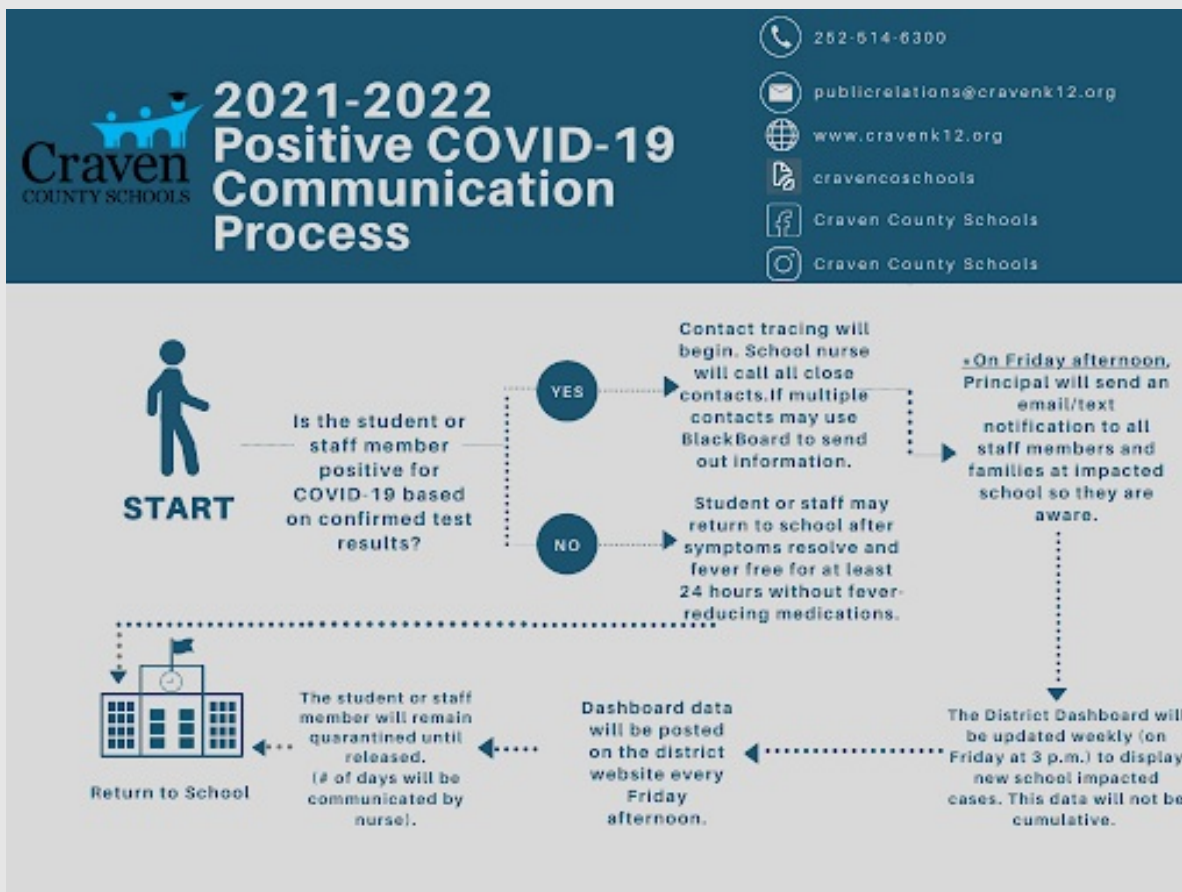 Craven
COUNTY SCHOOLS
2021-2022
Positive COVID-19
Communication
Process
252-514-6300
publicrelations@cravenk12.org
www.cravenk12.org
cravencoschools
Craven County Schools
Craven County Schools
START
Is the student or
staff member
positive for
COVID-19 based
on confirmed test
results?
YES
Contact tracing will
begin. School nurse
will call all close
contacts.If multiple
contacts may use
BlackBoard to send
out information.
*On Friday afternoon,
Principal will send an
email/text
notification to all
staff members and
families at impacted
school so they are
aware.
NO
Student or staff may
return to school after
symptoms resolve and
fever free for at least
24 hours without fever-
reducing medications.
The District Dashboard will
be updated weekly (on
Friday at 3 p.m.) to display
new school impacted
cases. This data will not be
cumulative.
Dashboard data
will be posted
on the district
website every
Friday
afternoon.
The student or staff
member will remain
quarantined until
released.
(# of days will be
communicated by
nurse).
Return to School